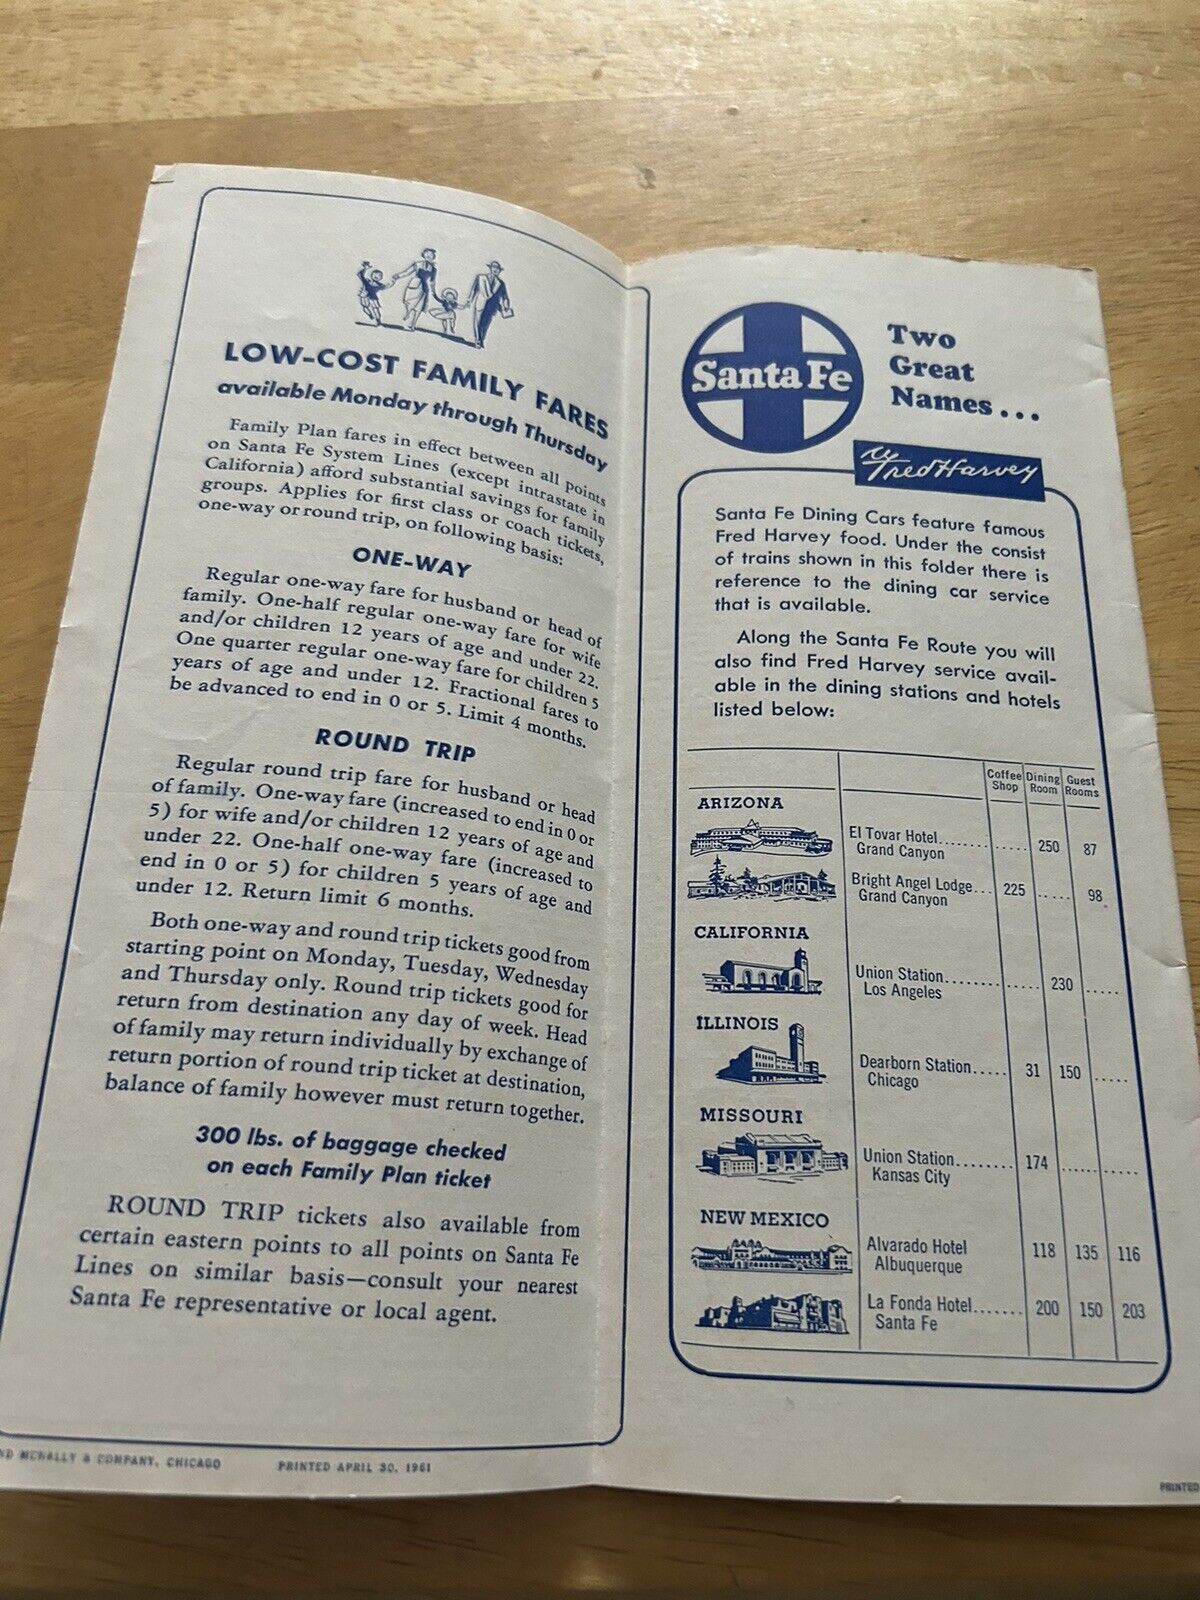 LOW-COST FAMILY FARES
available Monday through Thursday
Family Plan fares in effect between all points
on Santa Fe System Lines (except intrastate in
California) afford substantial savings for family
groups. Applies for first class or coach tickets,
one-way or round trip, on following basis:
ONE-WAY
Regular one-way fare for husband or head of
family. One-half regular one-way fare for wife
and/or children 12 years of age and under 22.
One quarter regular one-way fare for children 5
years of age and under 12. Fractional fares to
be advanced to end in 0 or 5. Limit 4 months.
ROUND TRIP
Regular round trip fare for husband or head
of family. One-way fare (increased to end in 0 or
5) for wife and/or children 12 years of age and
under 22. One-half one-way fare (increased to
end in 0 or 5) for children 5 years of age and
under 12. Return limit 6 months.
Both one-way and round trip tickets good from
starting point on Monday, Tuesday, Wednesday
and Thursday only. Round trip tickets good for
return from destination any day of week. Head
of family may return individually by exchange of
return portion of round trip ticket at destination,
balance of family however must return together.
300 lbs. of baggage checked
on each Family Plan ticket
ROUND TRIP tickets also available from
certain eastern points to all points on Santa Fe
Lines on similar basis—consult your nearest
Santa Fe representative or local agent.
MCNALLY & COMPANY, CHICAGO PRINTED APRIL 30, 1961
Santa Fe
Two
Great
Names...
Fred Harvey
Santa Fe Dining Cars feature famous
Fred Harvey food. Under the consist
of trains shown in this folder there is
reference to the dining car service
that is available.
Along the Santa Fe Route you will
also find Fred Harvey service avail-
able in the dining stations and hotels
listed below:
Coffee Shop Dining Room Guest Rooms
ARIZONA
El Tovar Hotel............. 250 87
Grand Canyon
Bright Angel Lodge... 225 ..... 98
Grand Canyon
CALIFORNIA
Union Station.............. 230 .....
Los Angeles
ILLINOIS
Dearborn Station..... 31 150 .....
Chicago
MISSOURI
Union Station........ 174 ...........
Kansas City
NEW MEXICO
Alvarado Hotel 118 135 116
Albuquerque
La Fonda Hotel....... 200 150 203
Santa Fe
PRINTED